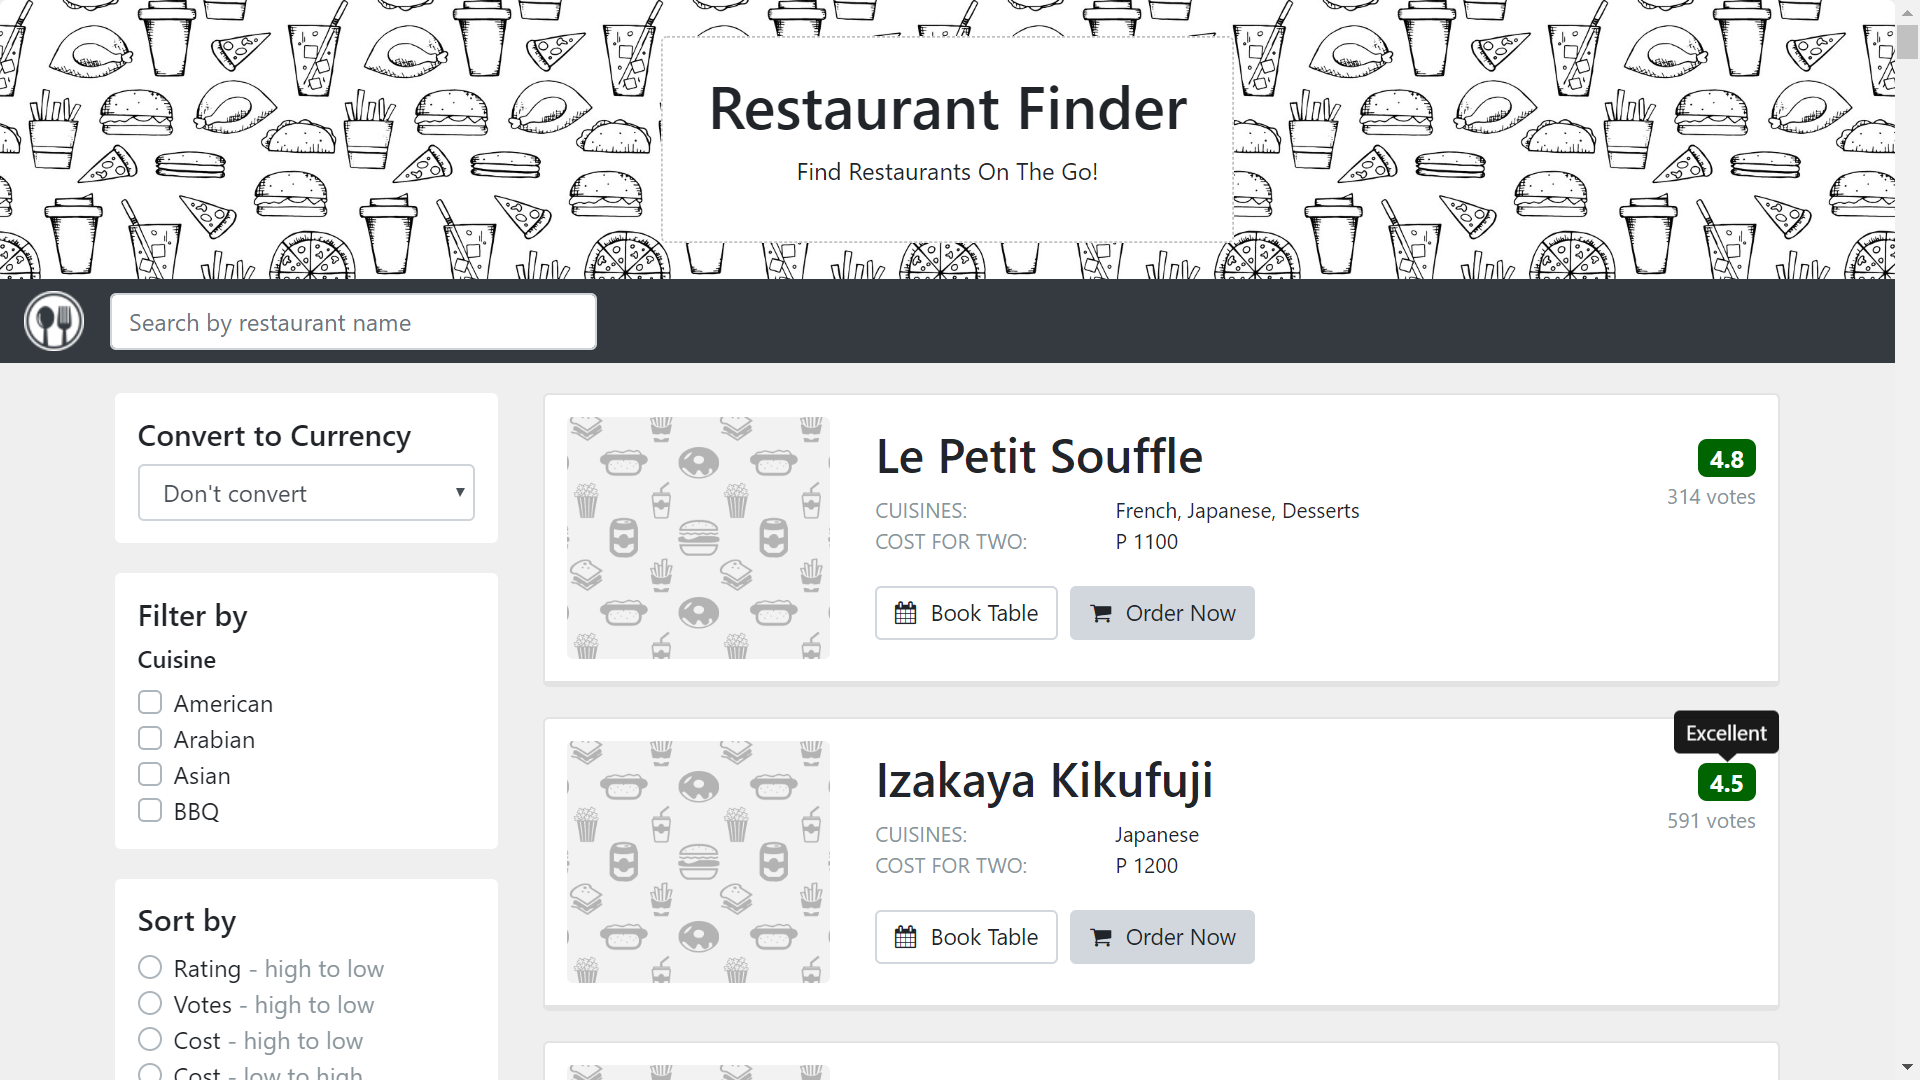 Restaurant Finder
Find Restaurants On The Go!
Search by restaurant name
Convert to Currency
Don't convert
Filter by
Cuisine
American
Arabian
Asian
BBQ
Sort by
Rating - high to low
Votes - high to low
Cost - high to low
Cost - low to high
Le Petit Souffle
4.8
314 votes
CUISINES: French, Japanese, Desserts
COST FOR TWO: P 1100
Book Table
Order Now
Excellent
Izakaya Kikufuji
4.5
591 votes
CUISINES: Japanese
COST FOR TWO: P 1200
Book Table
Order Now